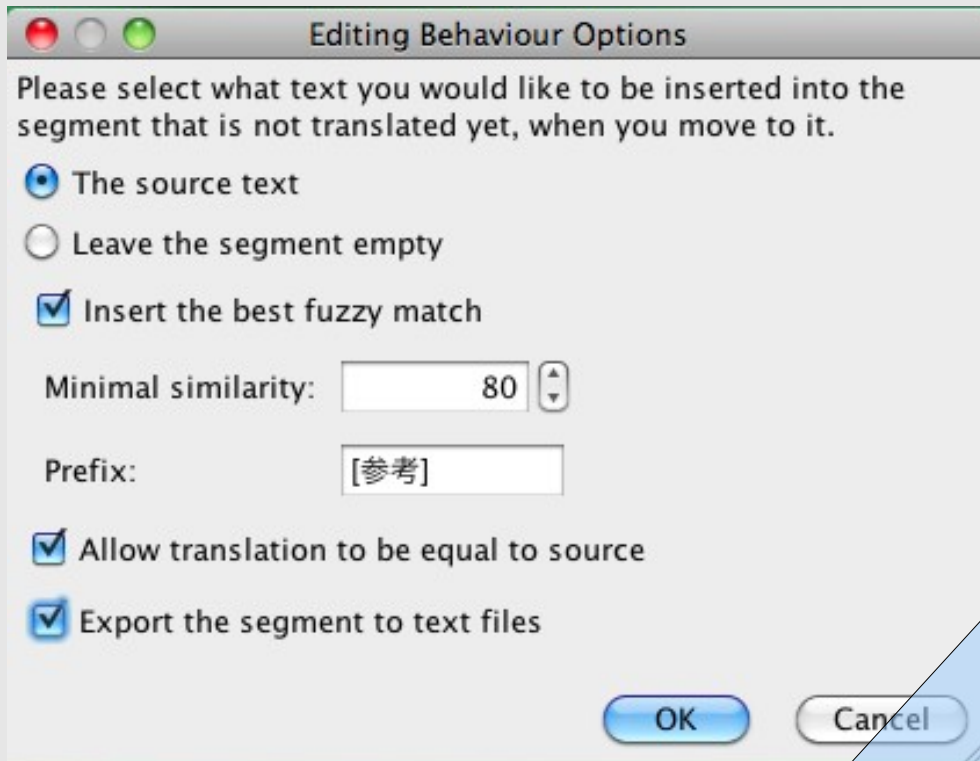 Editing Behaviour Options
Please select what text you would like to be inserted into the
segment that is not translated yet, when you move to it.
The source text
Leave the segment empty
Insert the best fuzzy match
Minimal similarity: 80
Prefix: [参考]
Allow translation to be equal to source
Export the segment to text files
OK Cancel